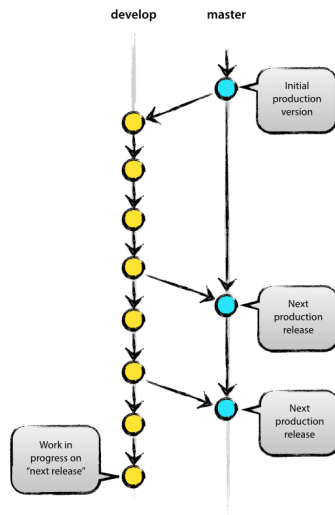 develop
master
Initial
production
version
Next
production
release
Next
production
release
Work in
progress on
“next release”